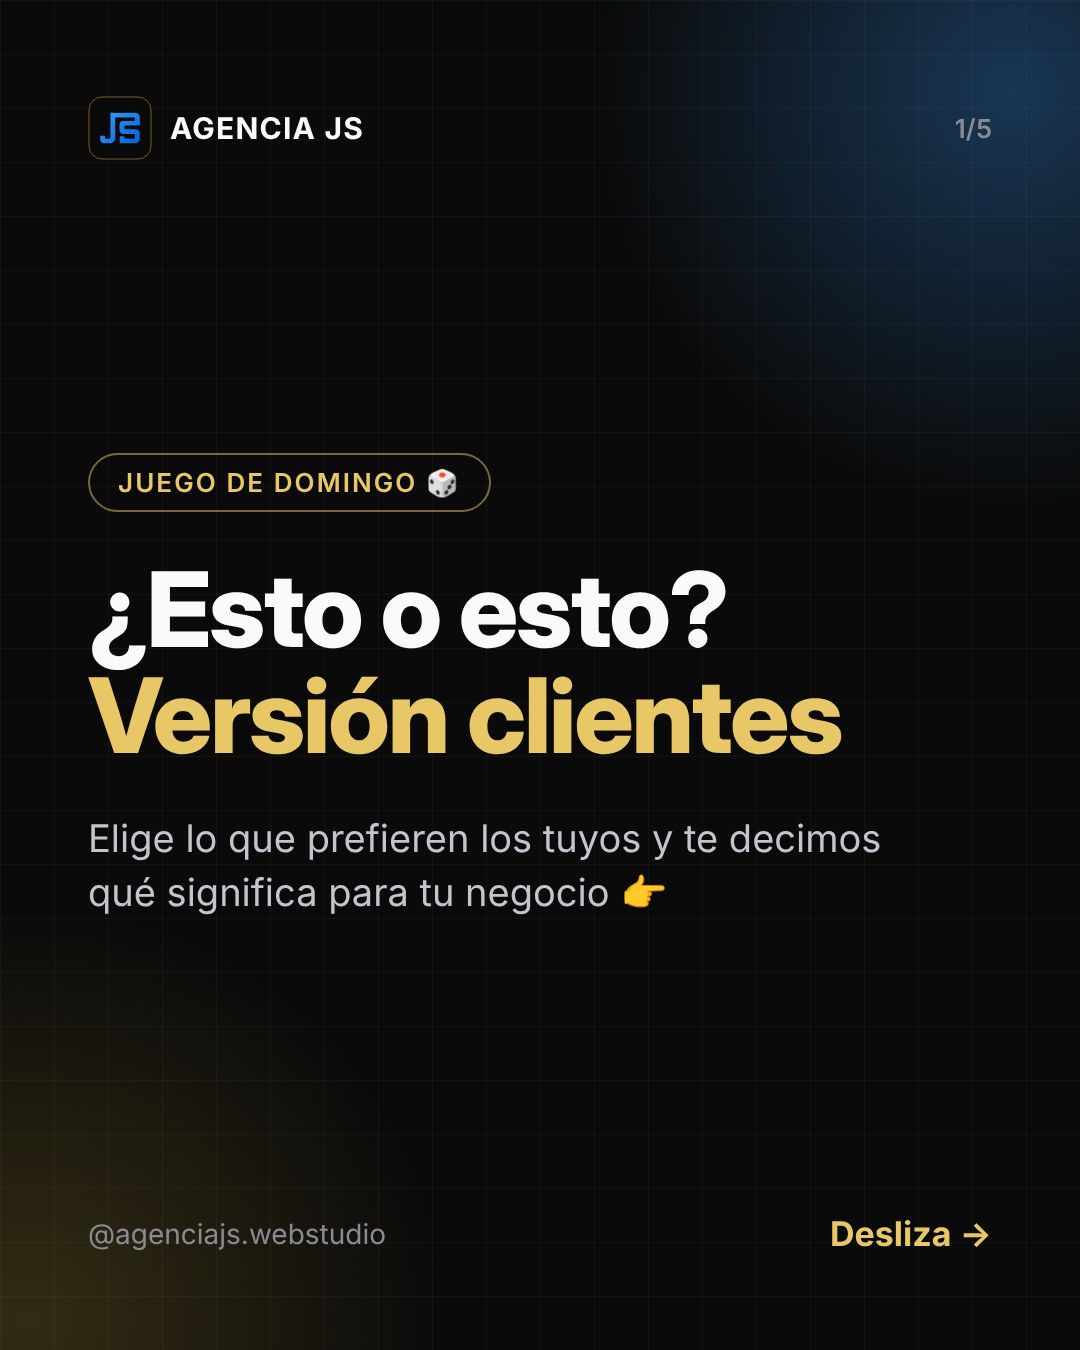 JS AGENCIA JS
1/5
JUEGO DE DOMINGO 🎲
¿Esto o esto?
Versión clientes
Elige lo que prefieren los tuyos y te decimos
qué significa para tu negocio 👉
@agenciajs.webstudio
Desliza →